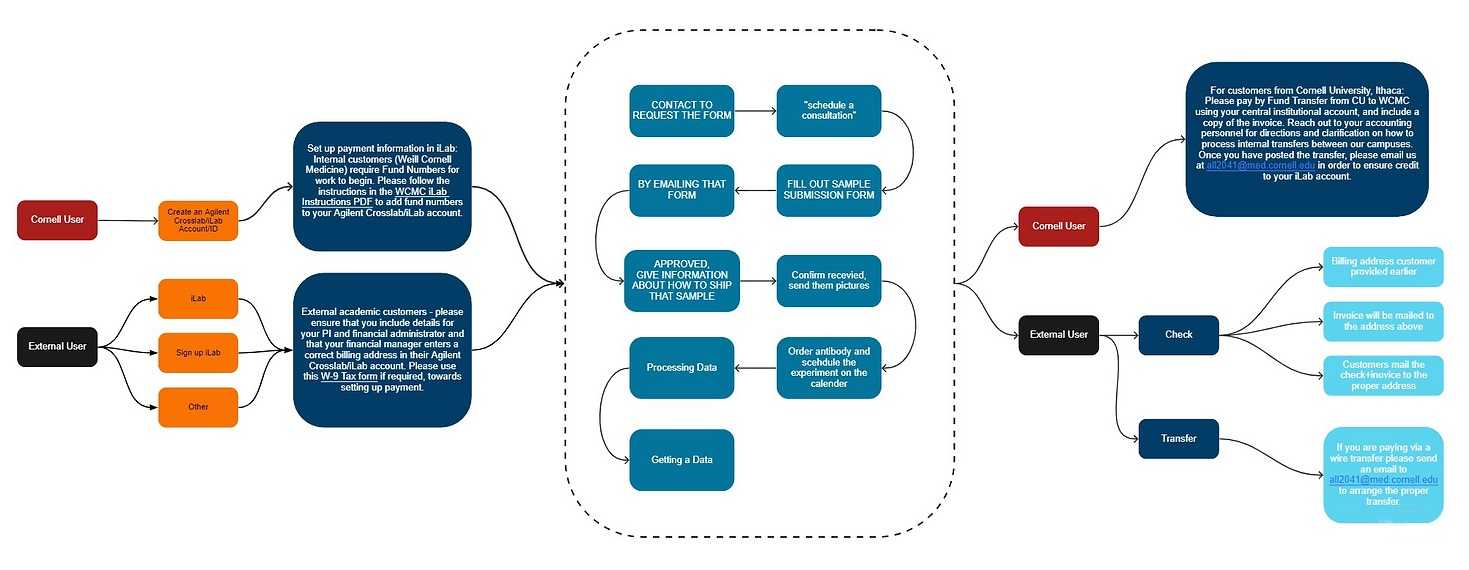 Cornell User
Create an Agilent
Crosslab/iLab
Account/ID
Set up payment information in iLab:
Internal customers (Weill Cornell
Medicine) require Fund Numbers for
work to begin. Please follow the
instructions in the WCMC iLab
Instructions PDF to add fund numbers
to your Agilent Crosslab/iLab account.
External User
iLab
Sign up iLab
Other
External academic customers - please
ensure that you include details for
your PI and financial administrator and
that your financial manager enters a
correct billing address in their Agilent
Crosslab/iLab account. Please use
this W-9 Tax form if required, towards
setting up payment.
CONTACT TO
REQUEST THE FORM
"schedule a
consultation"
FILL OUT SAMPLE
SUBMISSION FORM
BY EMAILING THAT
FORM
APPROVED,
GIVE INFORMATION
ABOUT HOW TO SHIP
THAT SAMPLE
Confirm recevied,
send them pictures
Order antibody and
scehdule the
experiment on the
calender
Processing Data
Getting a Data
Cornell User
For customers from Cornell University, Ithaca:
Please pay by Fund Transfer from CU to WCMC
using your central institutional account, and include a
copy of the invoice. Reach out to your accounting
personnel for directions and clarification on how to
process internal transfers between our campuses.
Once you have posted the transfer, please email us
at all2041@med.cornell.edu in order to ensure credit
to your iLab account.
External User
Check
Billing address customer
provided earlier
Invoice will be mailed to
the address above
Customers mail the
check+inovice to the
proper address
Transfer
If you are paying via a
wire transfer please send
an email to
all2041@med.cornell.edu
to arrange the proper
transfer.